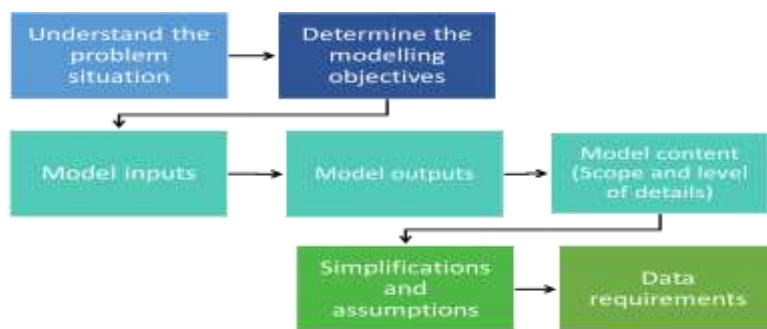 Understand the
problem
situation
Determine the
modelling
objectives
Model inputs
Model outputs
Model content
(Scope and level
of details)
Simplifications
and
assumptions
Data
requirements